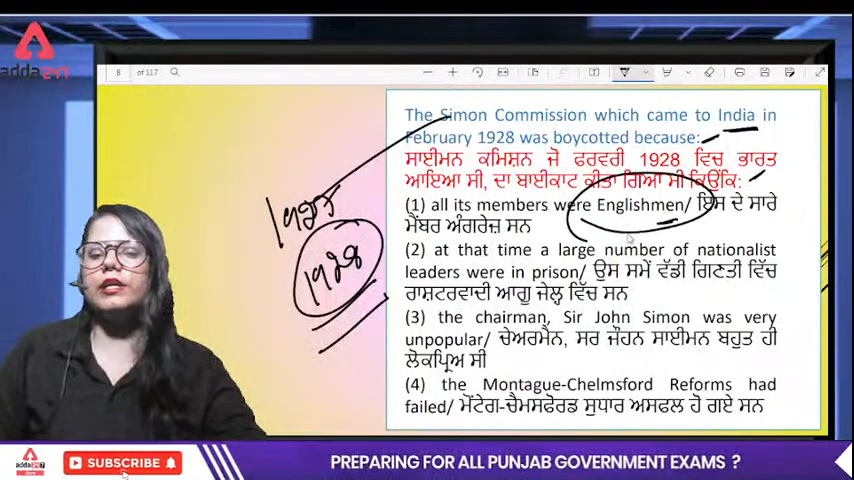 adda247
8 of 117
The Simon Commission which came to India in
February 1928 was boycotted because:
ਸਾਈਮਨ ਕਮਿਸ਼ਨ ਜੋ ਫਰਵਰੀ 1928 ਵਿਚ ਭਾਰਤ
ਆਇਆ ਸੀ, ਦਾ ਬਾਈਕਾਟ ਕੀਤਾ ਗਿਆ ਸੀ ਕਿਉਂਕਿ:
(1) all its members were Englishmen/ ਇਸ ਦੇ ਸਾਰੇ
ਮੈਂਬਰ ਅੰਗਰੇਜ਼ ਸਨ
(2) at that time a large number of nationalist
leaders were in prison/ ਉਸ ਸਮੇਂ ਵੱਡੀ ਗਿਣਤੀ ਵਿੱਚ
ਰਾਸ਼ਟਰਵਾਦੀ ਆਗੂ ਜੇਲ੍ਹ ਵਿੱਚ ਸਨ
(3) the chairman, Sir John Simon was very
unpopular/ ਚੇਅਰਮੈਨ, ਸਰ ਜੌਹਨ ਸਾਈਮਨ ਬਹੁਤ ਹੀ
ਲੋਕਪ੍ਰਿਅ ਸੀ
(4) the Montague-Chelmsford Reforms had
failed/ ਮੋਂਟੇਗ-ਚੈਮਸਫੋਰਡ ਸੁਧਾਰ ਅਸਫਲ ਹੋ ਗਏ ਸਨ
1928
SUBSCRIBE
PREPARING FOR ALL PUNJAB GOVERNMENT EXAMS ?